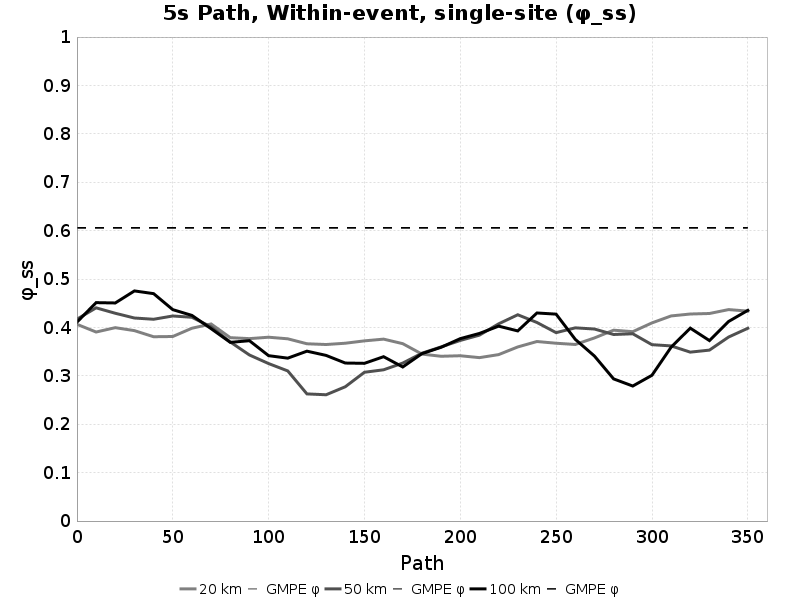 5s Path, Within-event, single-site (φ_ss)
1
0.9
0.8
0.7
0.6
0.5
0.4
0.3
0.2
0.1
0
φ_ss
0 50 100 150 200 250 300 350
Path
20 km GMPE φ 50 km GMPE φ 100 km GMPE φ